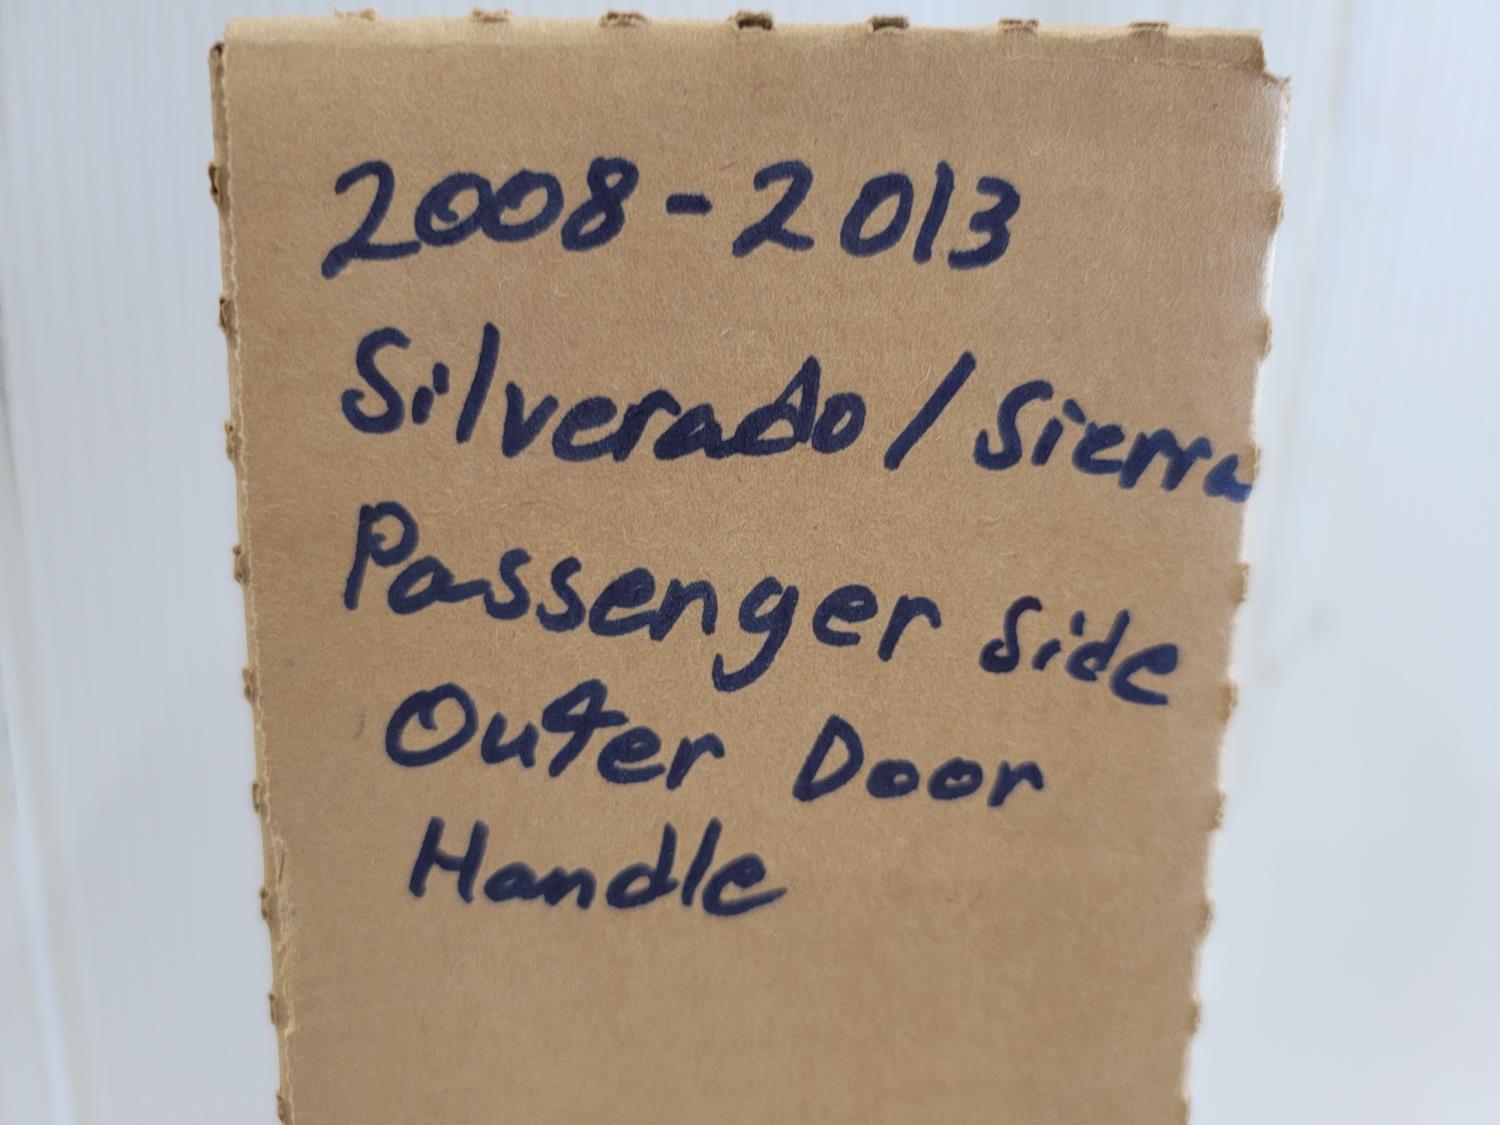 2008-2013
Silverado/Sierra
Passenger Side
Outer Door
Handle